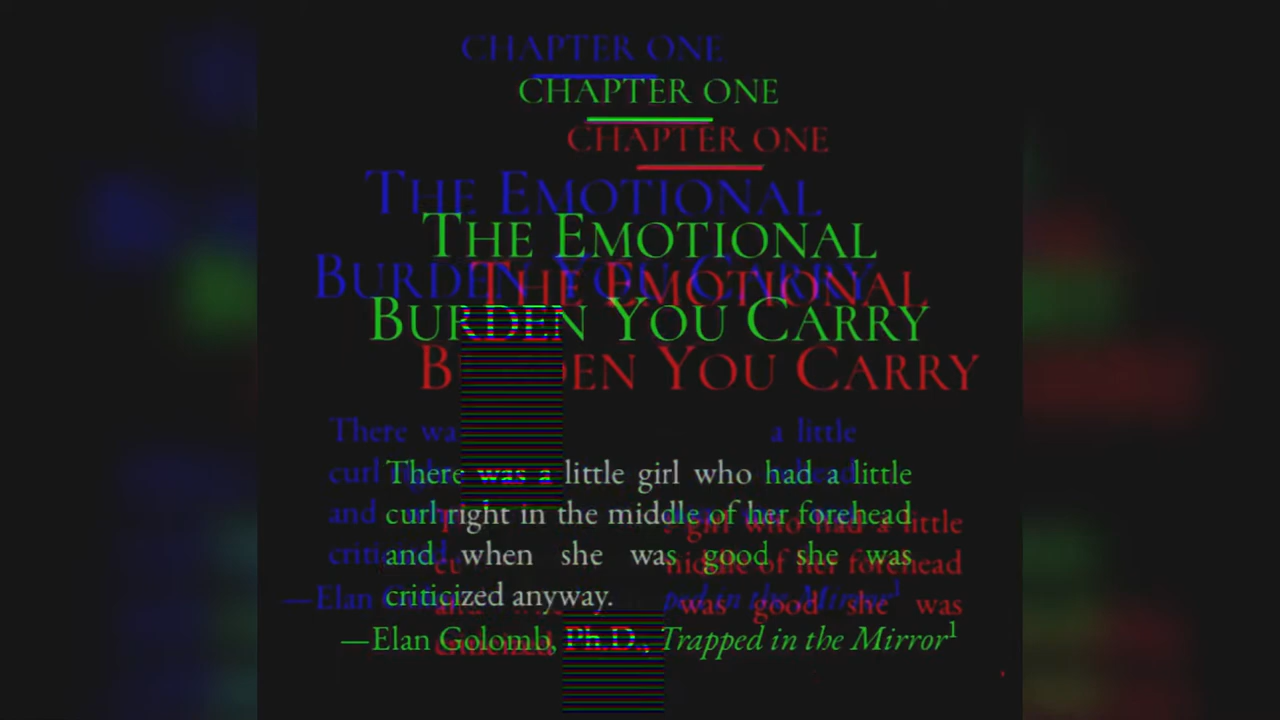 CHAPTER ONE
THE EMOTIONAL
BURDEN YOU CARRY
There was a little girl who had a little
curl right in the middle of her forehead
and when she was good she was
criticized anyway.
—Elan Golomb, Ph.D., Trapped in the Mirror¹